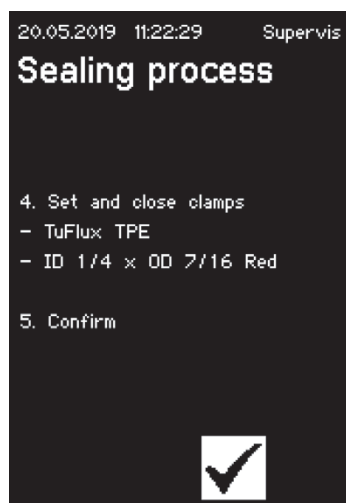 20.05.2019 11:22:29 Supervis
Sealing process
4. Set and close clamps
- TuFlux TPE
- ID 1/4 x OD 7/16 Red
5. Confirm